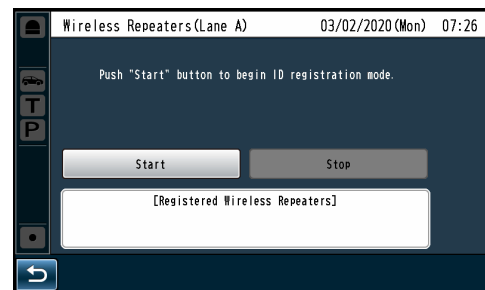 Wireless Repeaters(Lane A) 03/02/2020(Mon) 07:26
Push "Start" button to begin ID registration mode.
T
P
Start Stop
[Registered Wireless Repeaters]